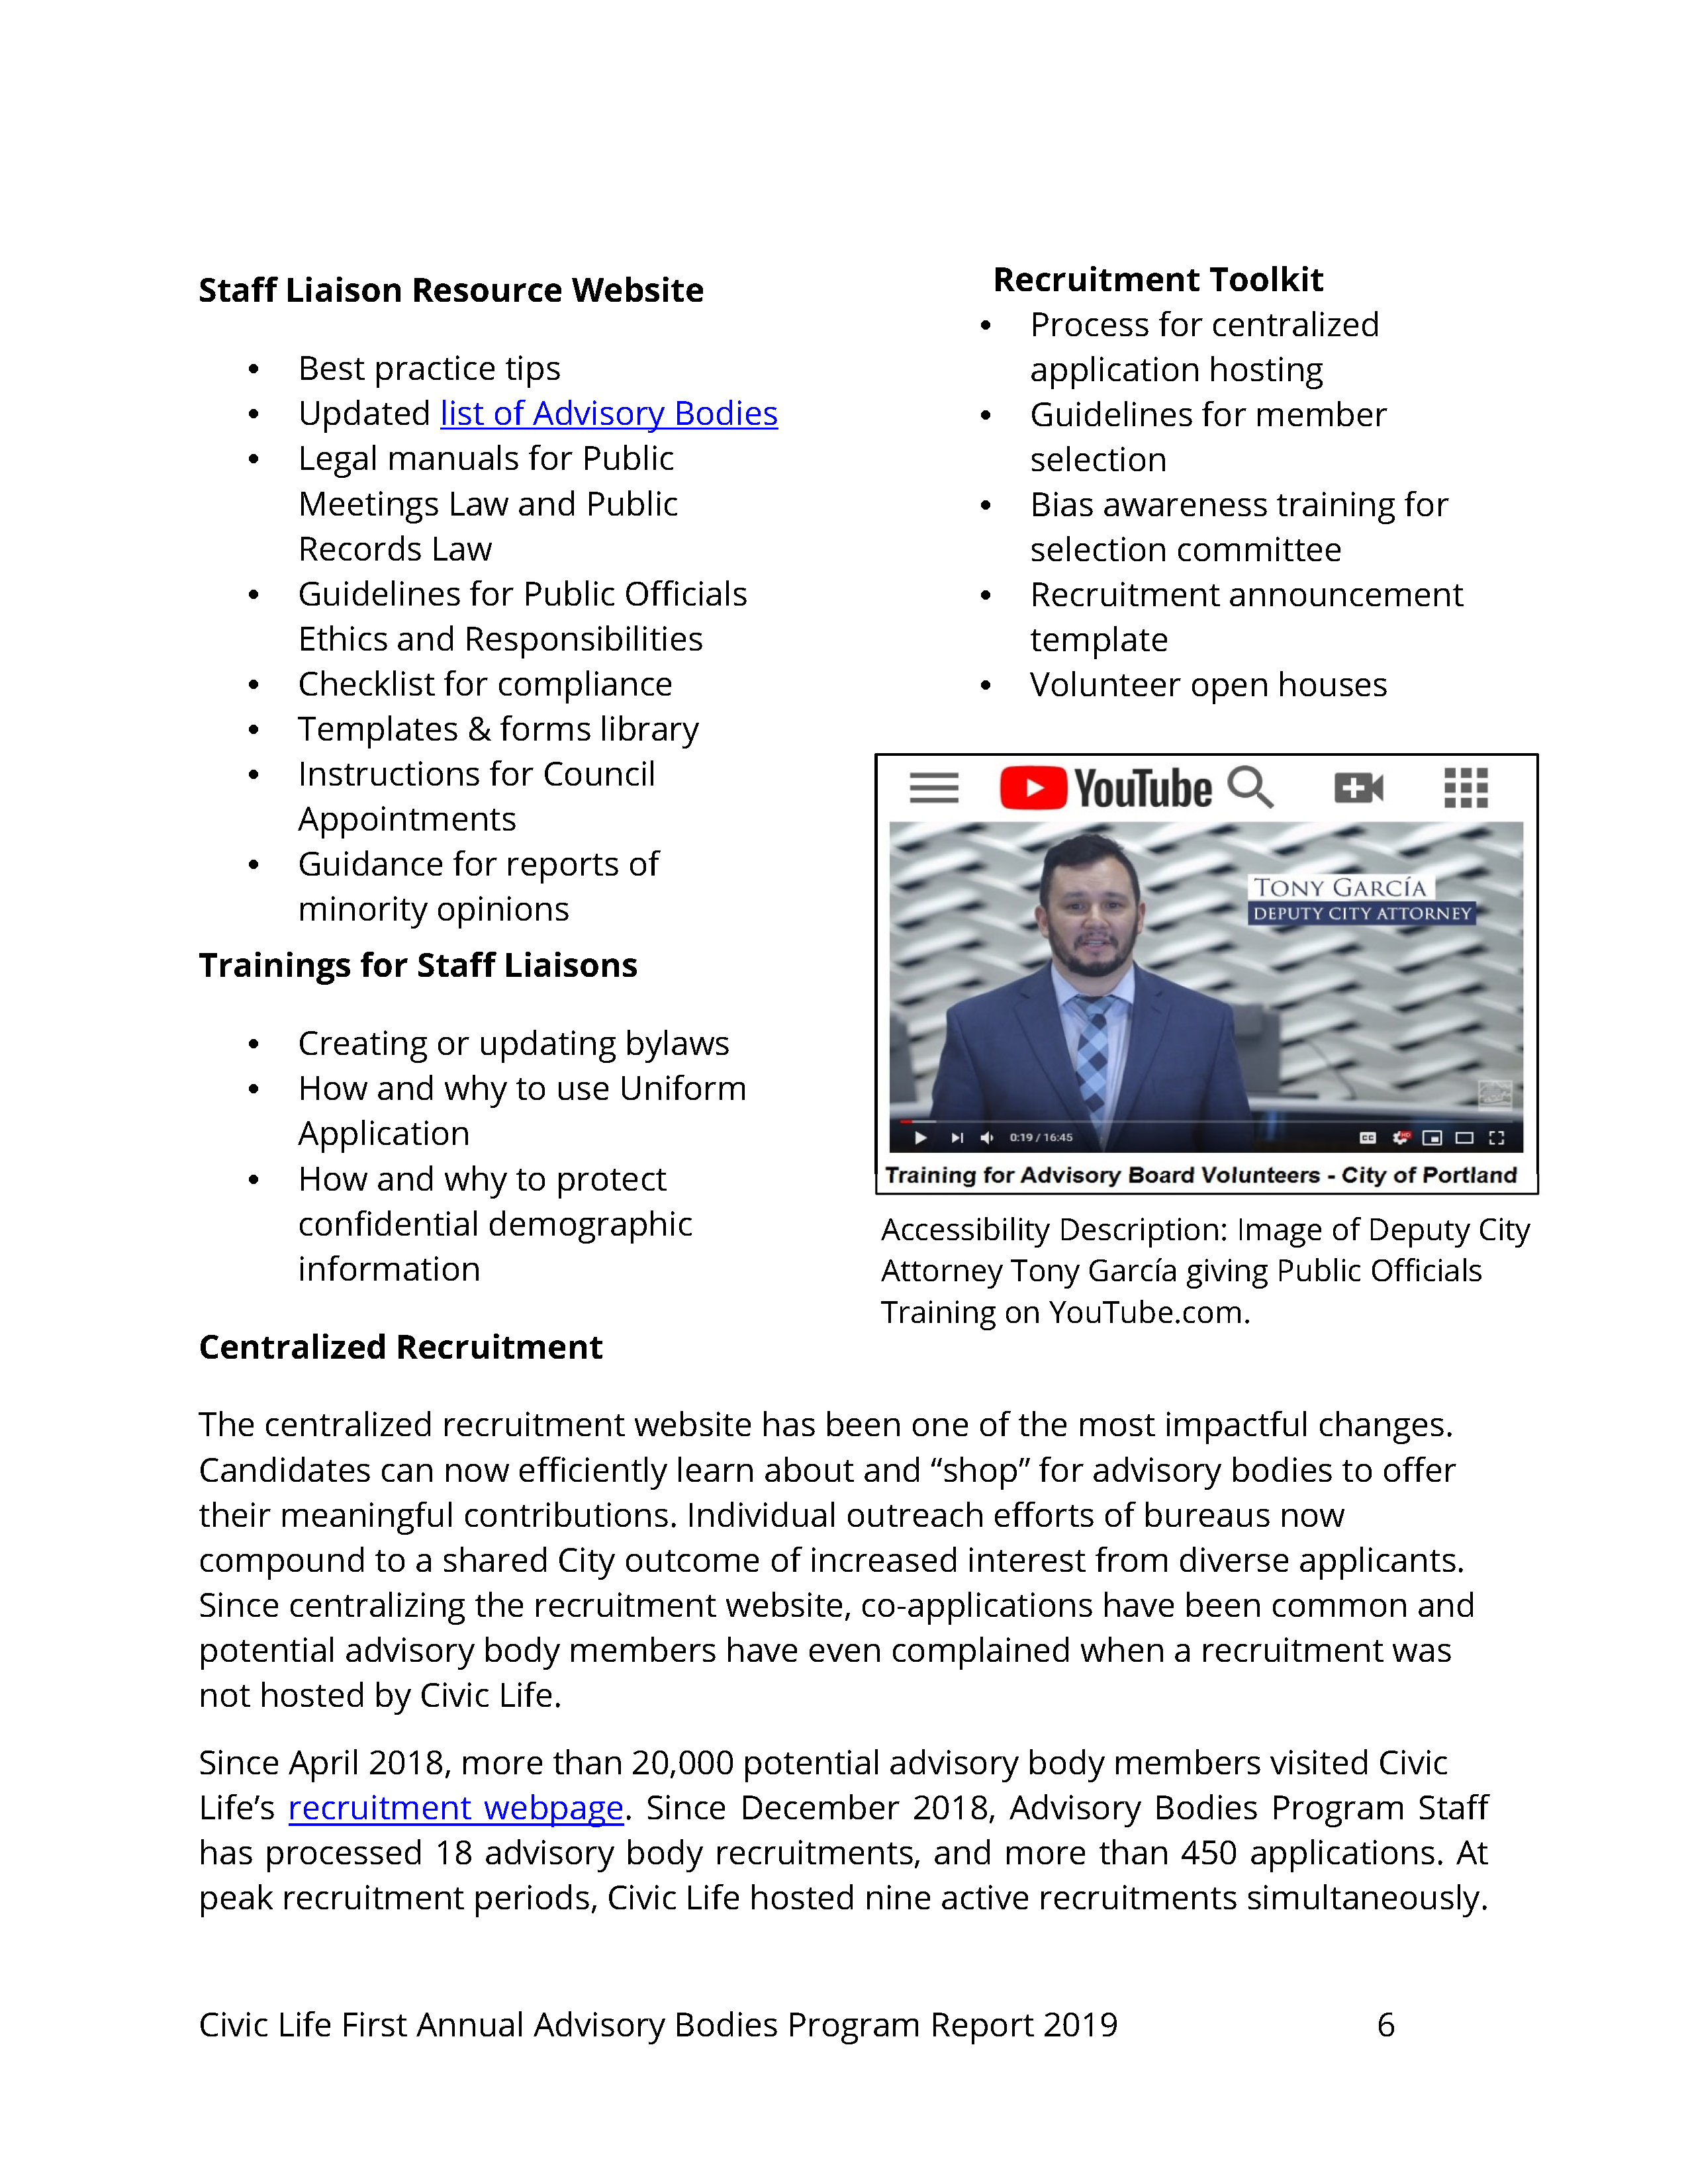 Staff Liaison Resource Website
• Best practice tips
• Updated list of Advisory Bodies
• Legal manuals for Public
Meetings Law and Public
Records Law
• Guidelines for Public Officials
Ethics and Responsibilities
• Checklist for compliance
• Templates & forms library
• Instructions for Council
Appointments
• Guidance for reports of
minority opinions
Trainings for Staff Liaisons
• Creating or updating bylaws
• How and why to use Uniform
Application
• How and why to protect
confidential demographic
information
Recruitment Toolkit
• Process for centralized
application hosting
• Guidelines for member
selection
• Bias awareness training for
selection committee
• Recruitment announcement
template
• Volunteer open houses
YouTube
TONY GARCÍA
DEPUTY CITY ATTORNEY
0:19 / 16:45
CC
HD
Training for Advisory Board Volunteers - City of Portland
Accessibility Description: Image of Deputy City
Attorney Tony García giving Public Officials
Training on YouTube.com.
Centralized Recruitment
The centralized recruitment website has been one of the most impactful changes.
Candidates can now efficiently learn about and “shop” for advisory bodies to offer
their meaningful contributions. Individual outreach efforts of bureaus now
compound to a shared City outcome of increased interest from diverse applicants.
Since centralizing the recruitment website, co-applications have been common and
potential advisory body members have even complained when a recruitment was
not hosted by Civic Life.
Since April 2018, more than 20,000 potential advisory body members visited Civic
Life’s recruitment webpage. Since December 2018, Advisory Bodies Program Staff
has processed 18 advisory body recruitments, and more than 450 applications. At
peak recruitment periods, Civic Life hosted nine active recruitments simultaneously.
Civic Life First Annual Advisory Bodies Program Report 2019 6